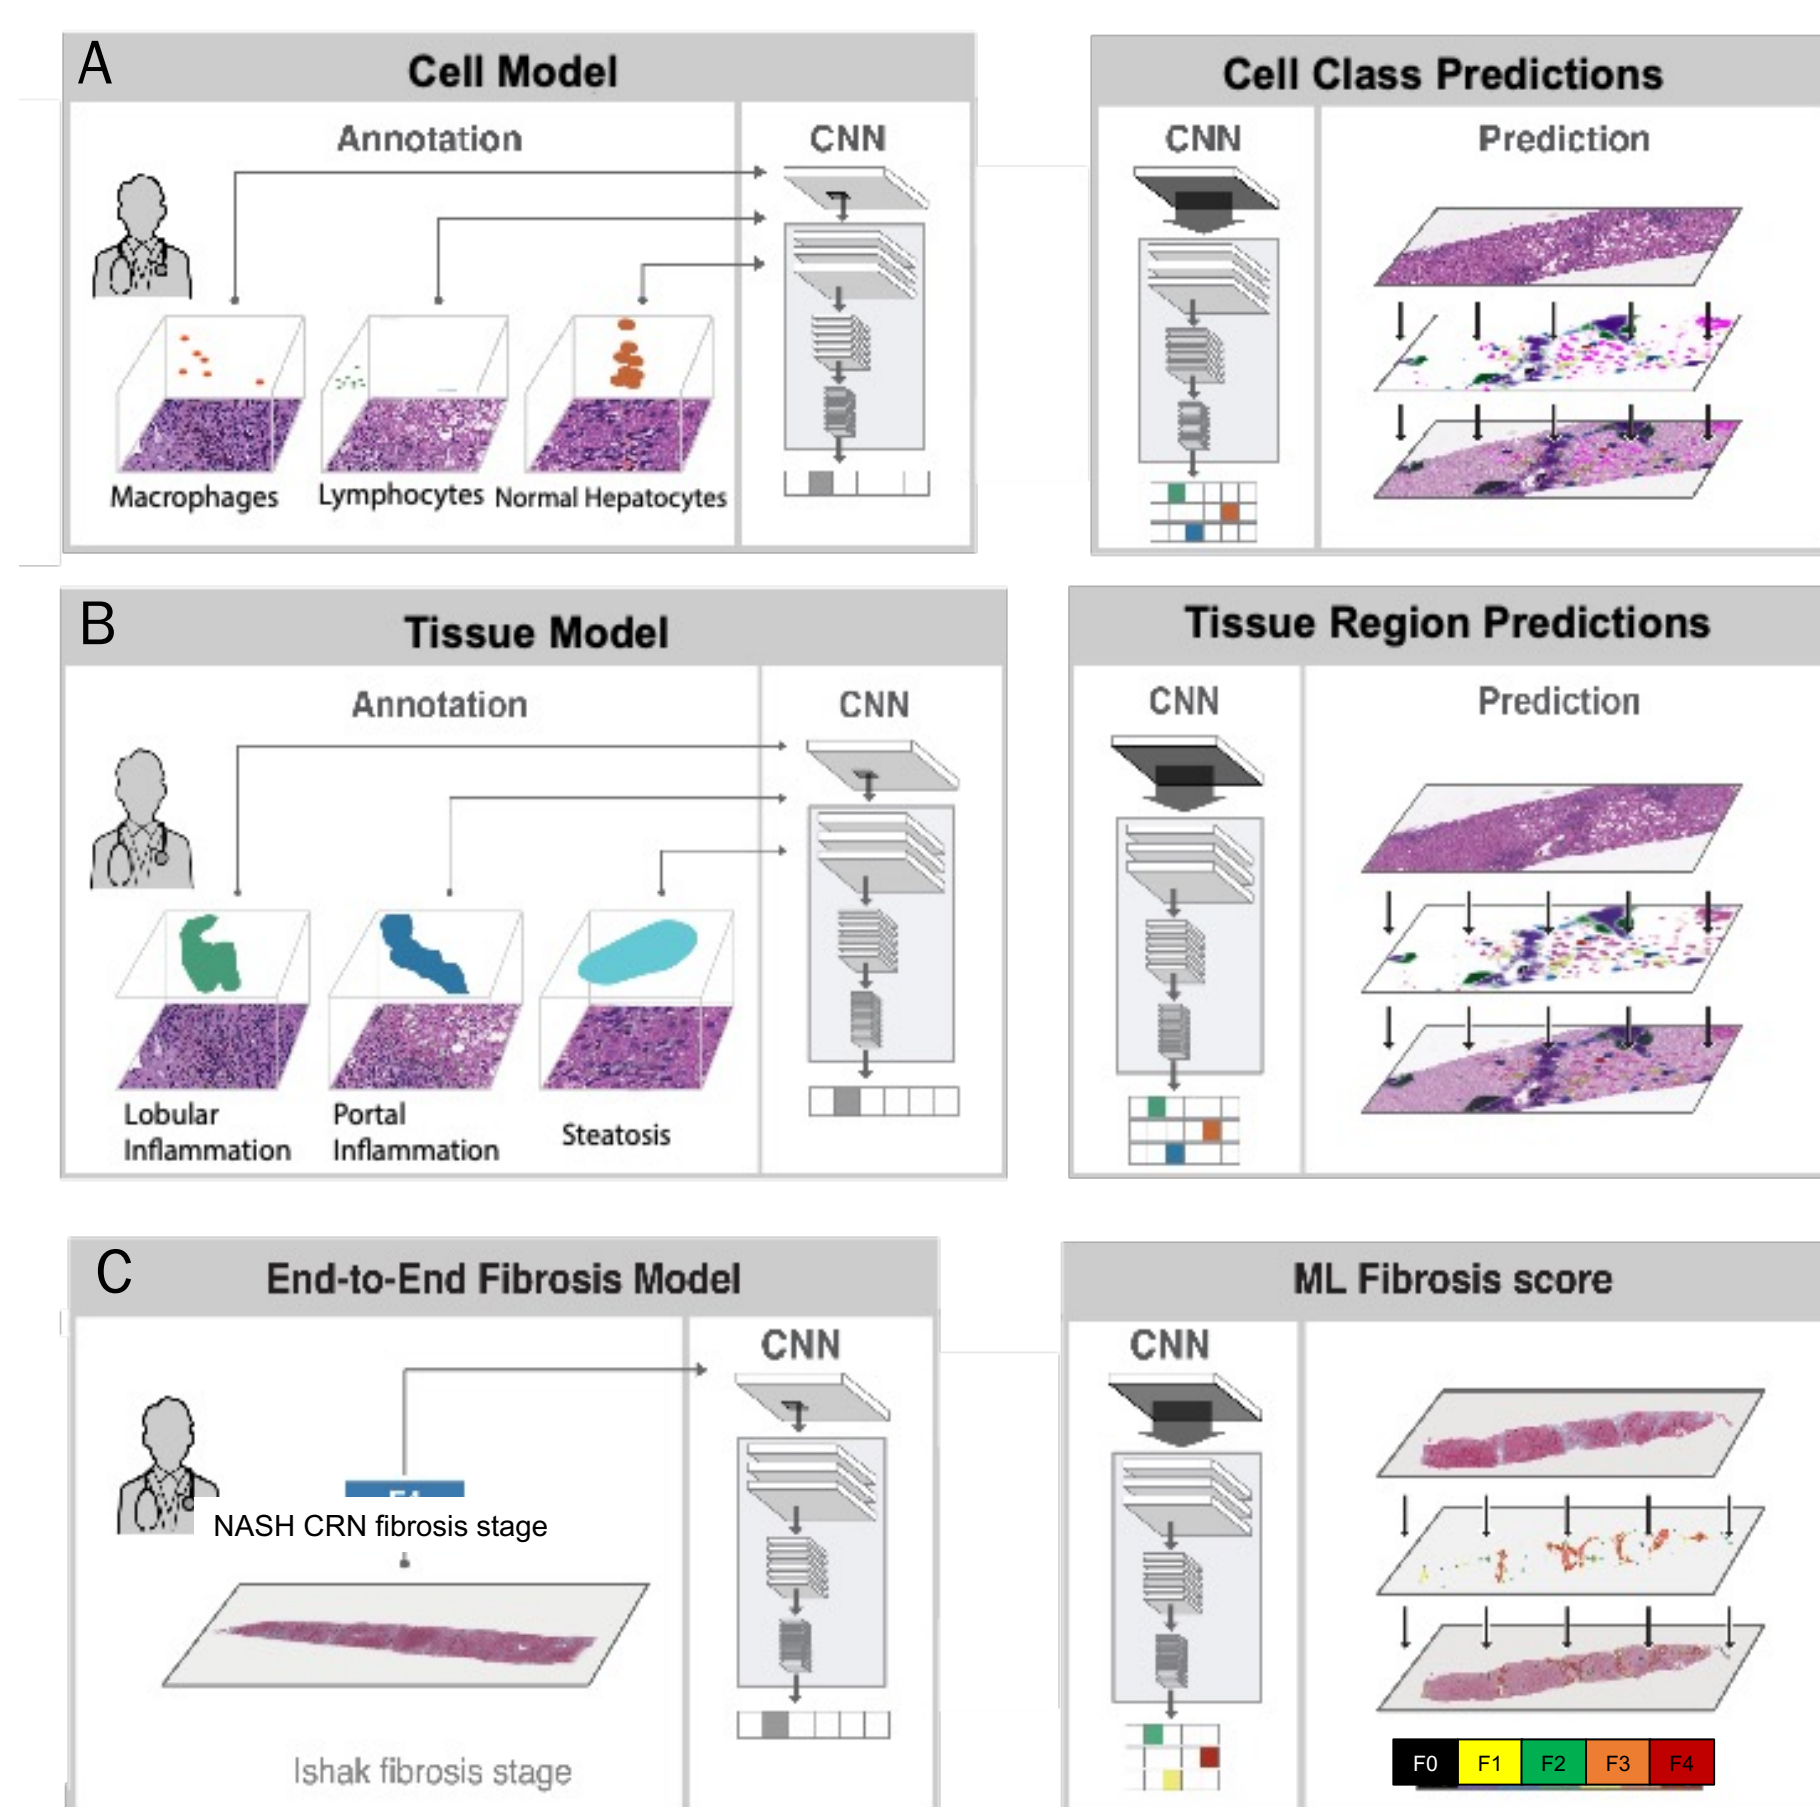 A
Cell Model
Cell Class Predictions
Annotation
CNN
CNN
Prediction
Macrophages
Lymphocytes
Normal Hepatocytes
B
Tissue Model
Tissue Region Predictions
Annotation
CNN
CNN
Prediction
Lobular
Inflammation
Portal
Inflammation
Steatosis
C
End-to-End Fibrosis Model
ML Fibrosis score
CNN
CNN
NASH CRN fibrosis stage
Ishak fibrosis stage
F0 F1 F2 F3 F4